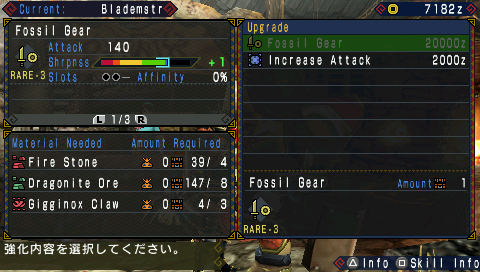 Current: Blademstr
7182z
Fossil Gear
Attack 140
Shrpnss +1
RARE-3 Slots ○○— Affinity 0%
L 1/3 R
Material Needed Amount Required
Fire Stone 0 39/ 4
Dragonite Ore 0 147/ 8
Gigginox Claw 0 4/ 3
Upgrade
Fossil Gear 20000z
Increase Attack 2000z
Fossil Gear Amount 1
RARE-3
強化内容を選択してください。
△Info □Skill Info